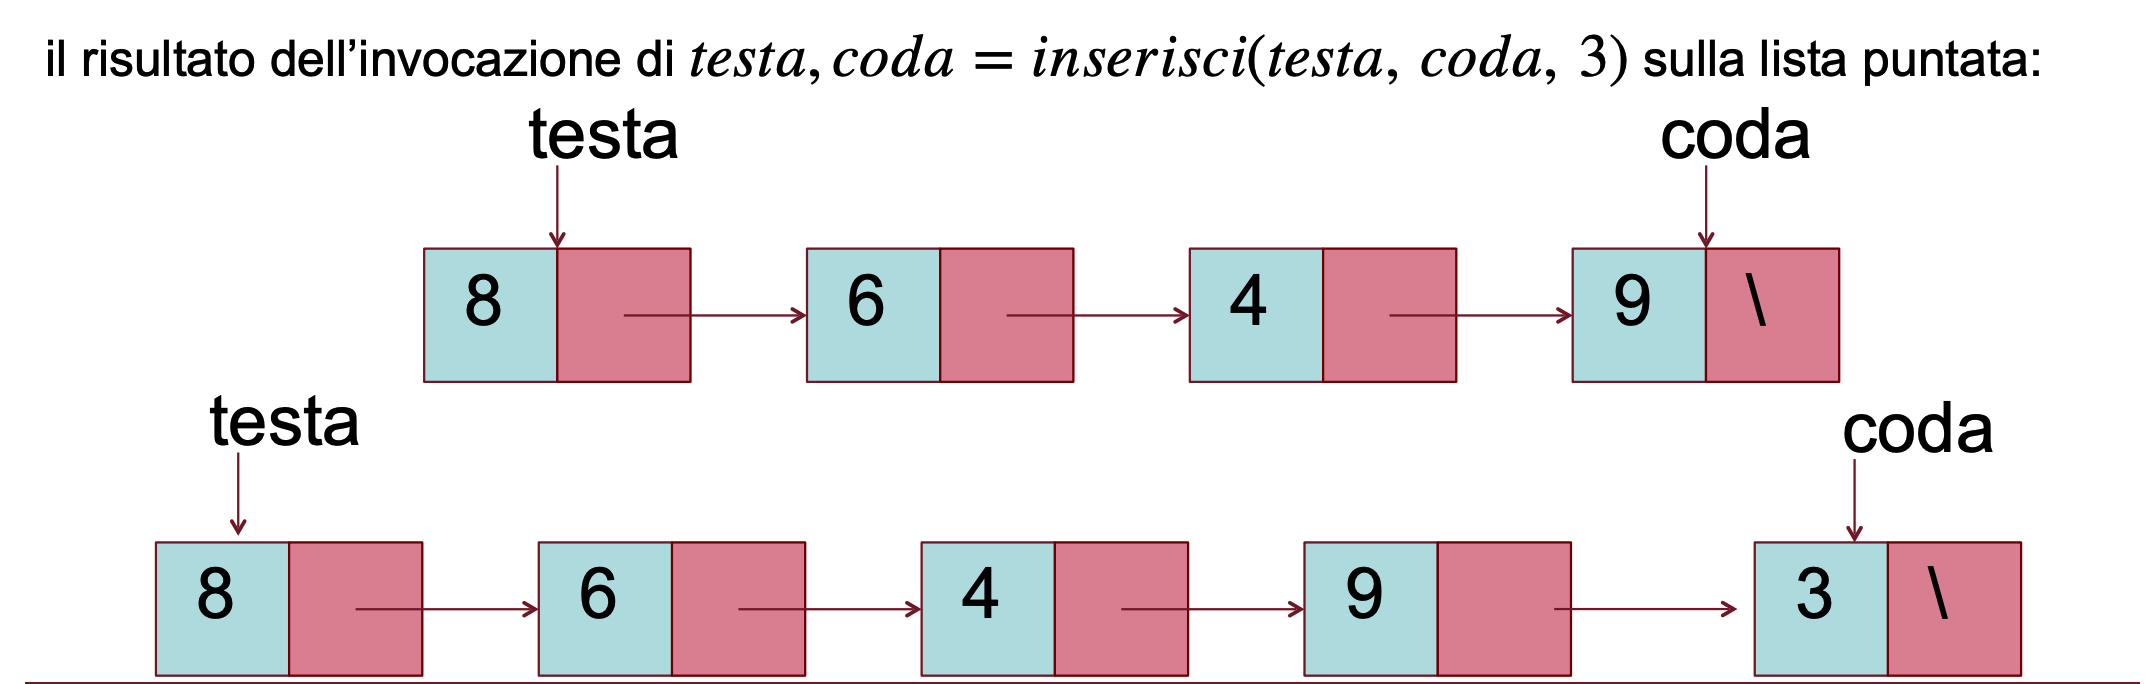 il risultato dell’invocazione di testa, coda = inserisci(testa, coda, 3) sulla lista puntata:
testa coda
8 6 4 9 \
testa coda
8 6 4 9 3 \